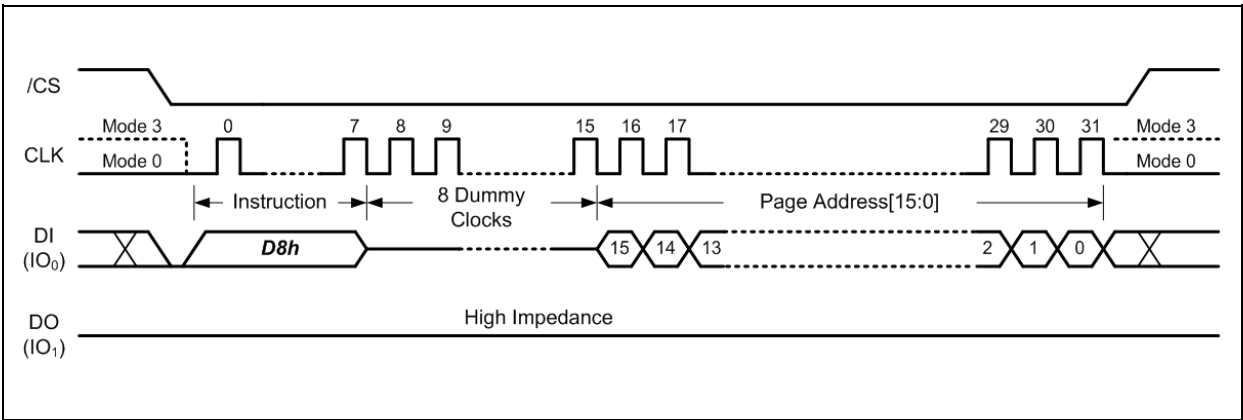 /CS
Mode 3 0 7 8 9 15 16 17 29 30 31 Mode 3
CLK
Mode 0 Mode 0
Instruction 8 Dummy Clocks Page Address[15:0]
DI
(IO₀)
D8h 15 14 13 2 1 0
High Impedance
DO
(IO₁)